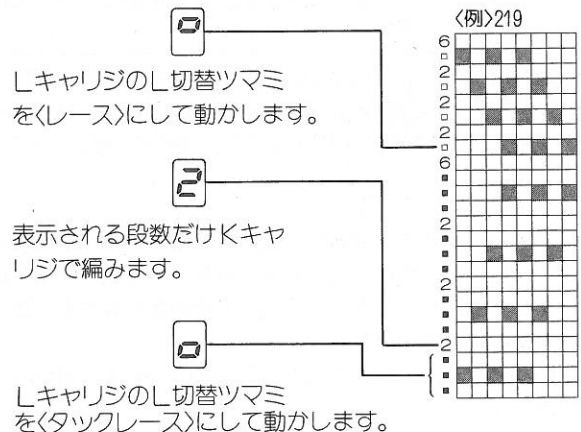 〈例〉219
Lキャリジの L切替ツマミ
を〈レース〉にして動かします。
2
表示される段数だけKキャ
リジで編みます。
Lキャリジの L切替ツマミ
を〈タックレース〉にして動かします。
6
2
2
2
6
2
2
2